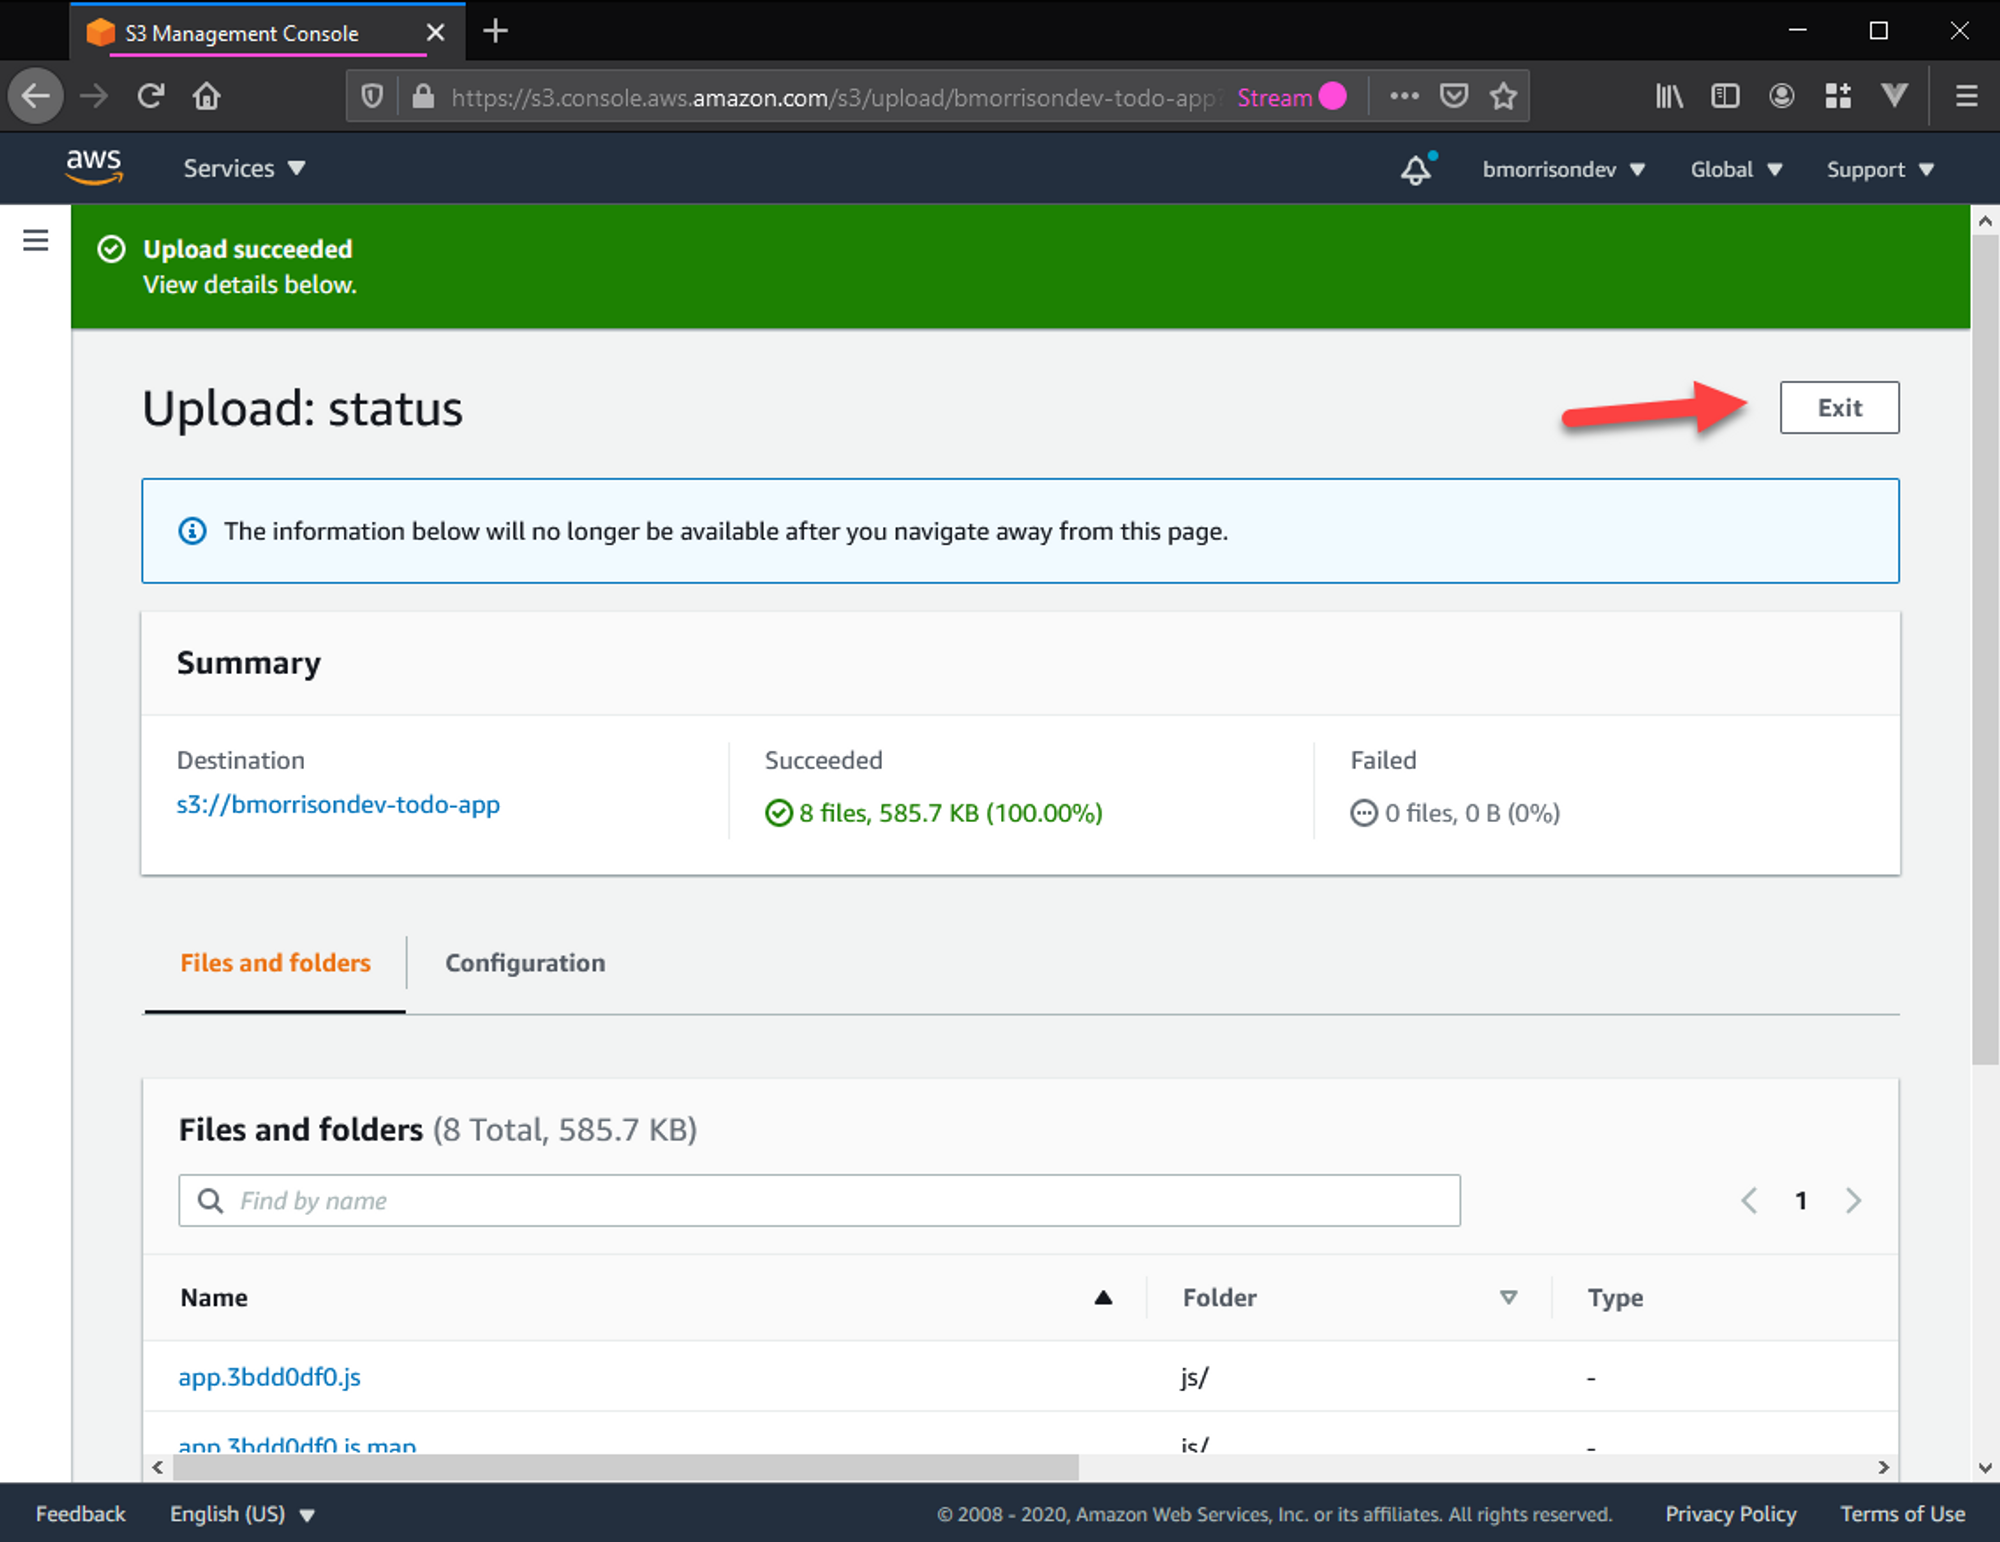 S3 Management Console
https://s3.console.aws.amazon.com/s3/upload/bmorrisondev-todo-app? Stream
aws Services bmorrisondev Global Support
Upload succeeded
View details below.
Upload: status
Exit
The information below will no longer be available after you navigate away from this page.
Summary
Destination Succeeded Failed
s3://bmorrisondev-todo-app 8 files, 585.7 KB (100.00%) 0 files, 0 B (0%)
Files and folders Configuration
Files and folders (8 Total, 585.7 KB)
Find by name 1
Name Folder Type
app.3bdd0df0.js js/ -
app.3bdd0df0.js.map js/ -
Feedback English (US) © 2008 - 2020, Amazon Web Services, Inc. or its affiliates. All rights reserved. Privacy Policy Terms of Use